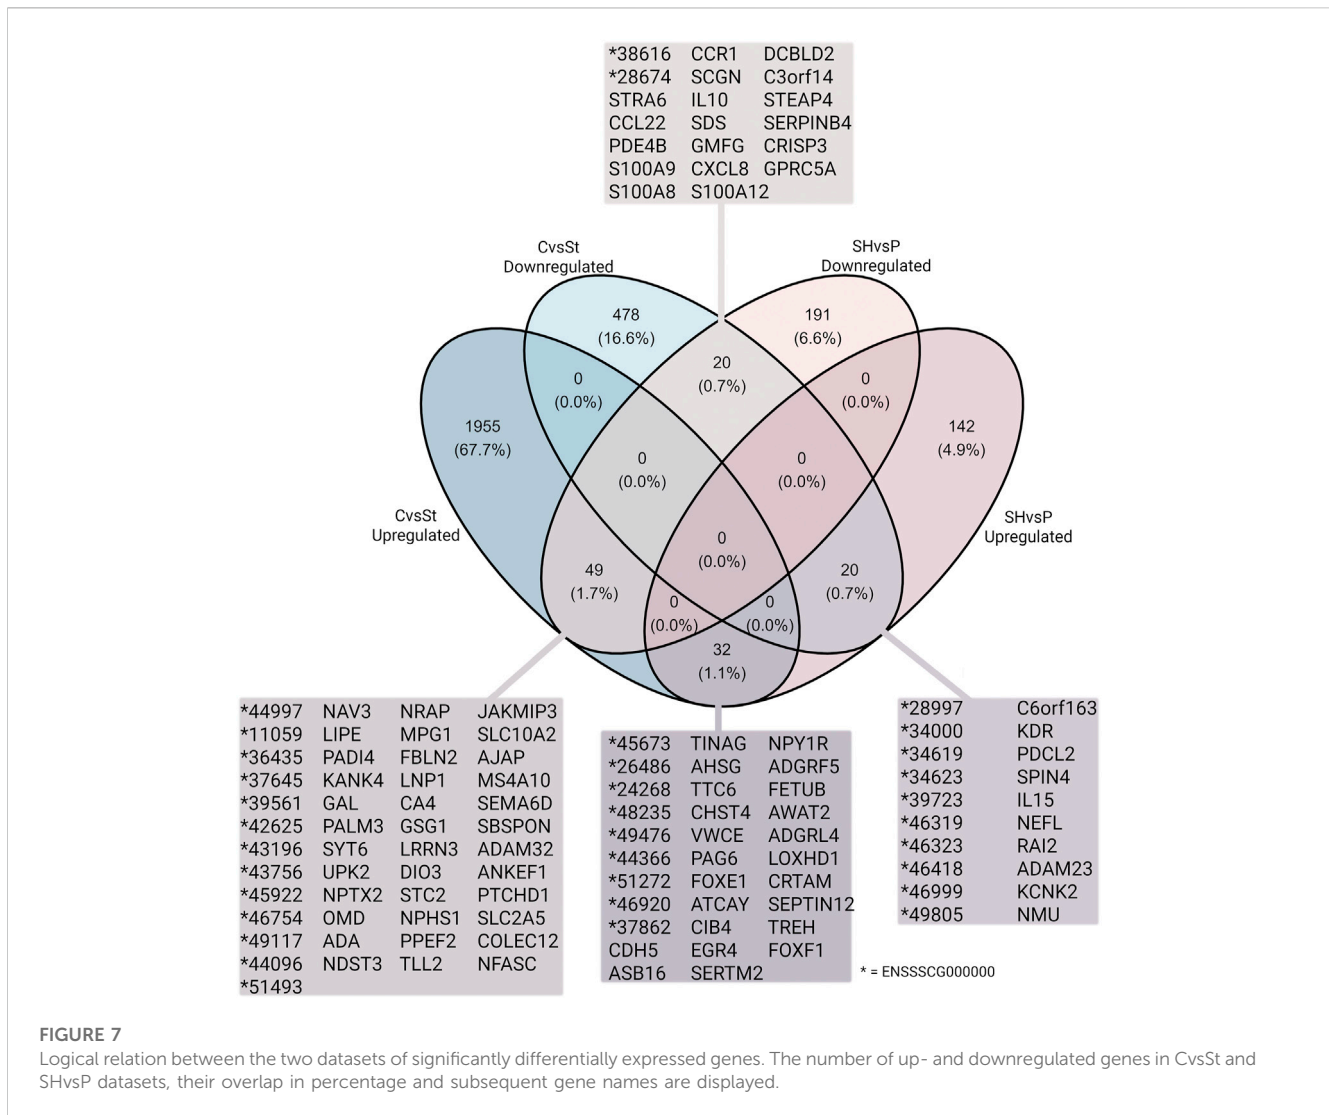 *38616 CCR1 DCBLD2
*28674 SCGN C3orf14
STRA6 IL10 STEAP4
CCL22 SDS SERPINB4
PDE4B GMFG CRISP3
S100A9 CXCL8 GPRC5A
S100A8 S100A12
CvsSt
Downregulated
SHvsP
Downregulated
478
(16.6%)
191
(6.6%)
20
(0.7%)
0
(0.0%)
0
(0.0%)
1955
(67.7%)
142
(4.9%)
0
(0.0%)
0
(0.0%)
CvsSt
Upregulated
SHvsP
Upregulated
0
(0.0%)
49
(1.7%)
20
(0.7%)
0
(0.0%)
0
(0.0%)
32
(1.1%)
*44997 NAV3 NRAP JAKMIP3
*11059 LIPE MPG1 SLC10A2
*36435 PADI4 FBLN2 AJAP
*37645 KANK4 LNP1 MS4A10
*39561 GAL CA4 SEMA6D
*42625 PALM3 GSG1 SBSPON
*43196 SYT6 LRRN3 ADAM32
*43756 UPK2 DIO3 ANKEF1
*45922 NPTX2 STC2 PTCHD1
*46754 OMD NPHS1 SLC2A5
*49117 ADA PPEF2 COLEC12
*44096 NDST3 TLL2 NFASC
*51493
*45673 TINAG NPY1R
*26486 AHSG ADGRF5
*24268 TTC6 FETUB
*48235 CHST4 AWAT2
*49476 VWCE ADGRL4
*44366 PAG6 LOXHD1
*51272 FOXE1 CRTAM
*46920 ATCAY SEPTIN12
*37862 CIB4 TREH
CDH5 EGR4 FOXF1
ASB16 SERTM2
*28997 C6orf163
*34000 KDR
*34619 PDCL2
*34623 SPIN4
*39723 IL15
*46319 NEFL
*46323 RAI2
*46418 ADAM23
*46999 KCNK2
*49805 NMU
* = ENSSSCG000000
FIGURE 7
Logical relation between the two datasets of significantly differentially expressed genes. The number of up- and downregulated genes in CvsSt and
SHvsP datasets, their overlap in percentage and subsequent gene names are displayed.